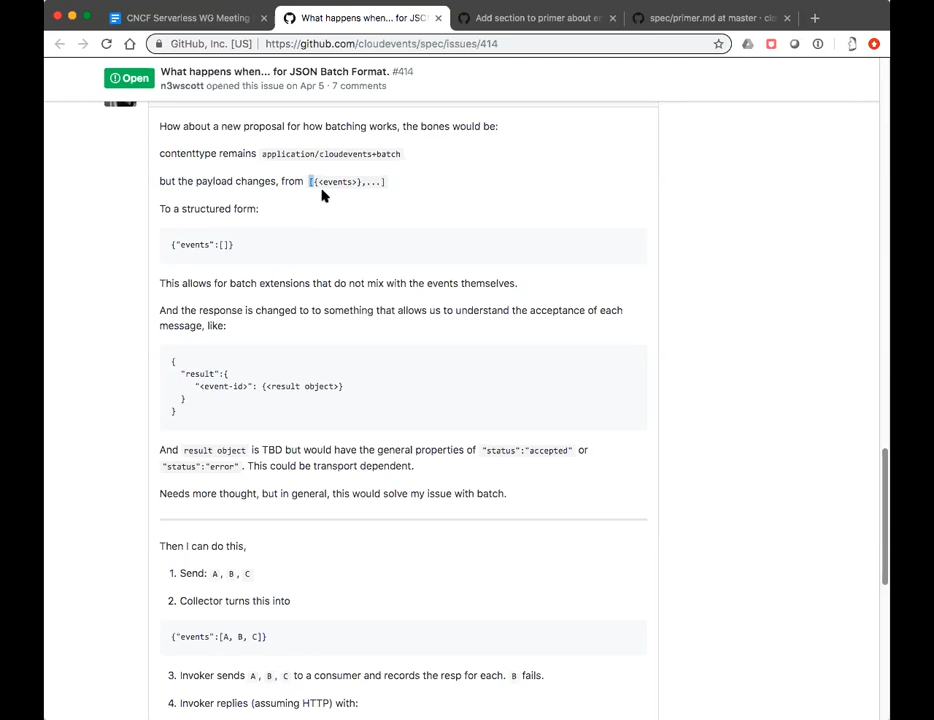 CNCF Serverless WG Meeting
What happens when... for JSC
Add section to primer about e
spec/primer.md at master · clo
GitHub, Inc. [US] | https://github.com/cloudevents/spec/issues/414
Open
What happens when... for JSON Batch Format. #414
n3wscott opened this issue on Apr 5 · 7 comments
How about a new proposal for how batching works, the bones would be:
contenttype remains application/cloudevents+batch
but the payload changes, from [{<events>},...]
To a structured form:
{"events":[]}
This allows for batch extensions that do not mix with the events themselves.
And the response is changed to to something that allows us to understand the acceptance of each
message, like:
{
"result":{
"<event-id>": {<result object>}
}
}
And result object is TBD but would have the general properties of "status":"accepted" or
"status":"error". This could be transport dependent.
Needs more thought, but in general, this would solve my issue with batch.
Then I can do this,
1. Send: A, B, C
2. Collector turns this into
{"events":[A, B, C]}
3. Invoker sends A, B, C to a consumer and records the resp for each. B fails.
4. Invoker replies (assuming HTTP) with: